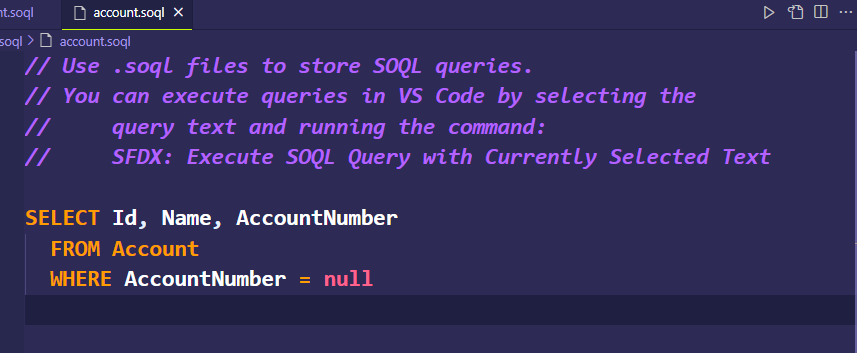 nt.soql account.soql
soql > account.soql
// Use .soql files to store SOQL queries.
// You can execute queries in VS Code by selecting the
//     query text and running the command:
//     SFDX: Execute SOQL Query with Currently Selected Text
SELECT Id, Name, AccountNumber
  FROM Account
  WHERE AccountNumber = null